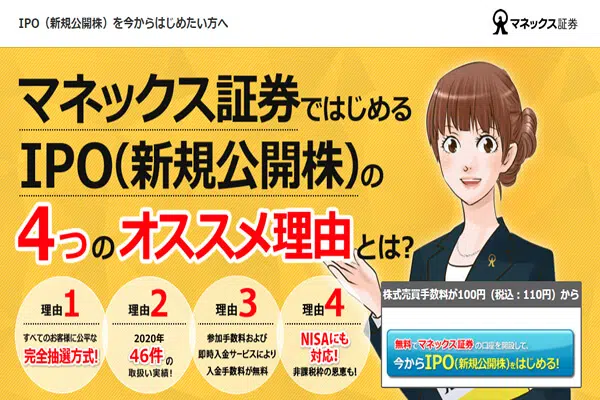 IPO（新規公開株）を今からはじめたい方へ
マネックス証券
マネックス証券ではじめる
IPO（新規公開株）の
4つのオススメ理由とは?
理由1
すべてのお客様に公平な
完全抽選方式!
理由2
2020年
46件の
取扱い実績!
理由3
参加手数料および
即時入金サービスにより
入金手数料が無料
理由4
NISAにも
対応!
非課税枠の恩恵も!
株式売買手数料が100円（税込：110円）から
無料でマネックス証券の口座を開設して、
今からIPO（新規公開株）をはじめる!